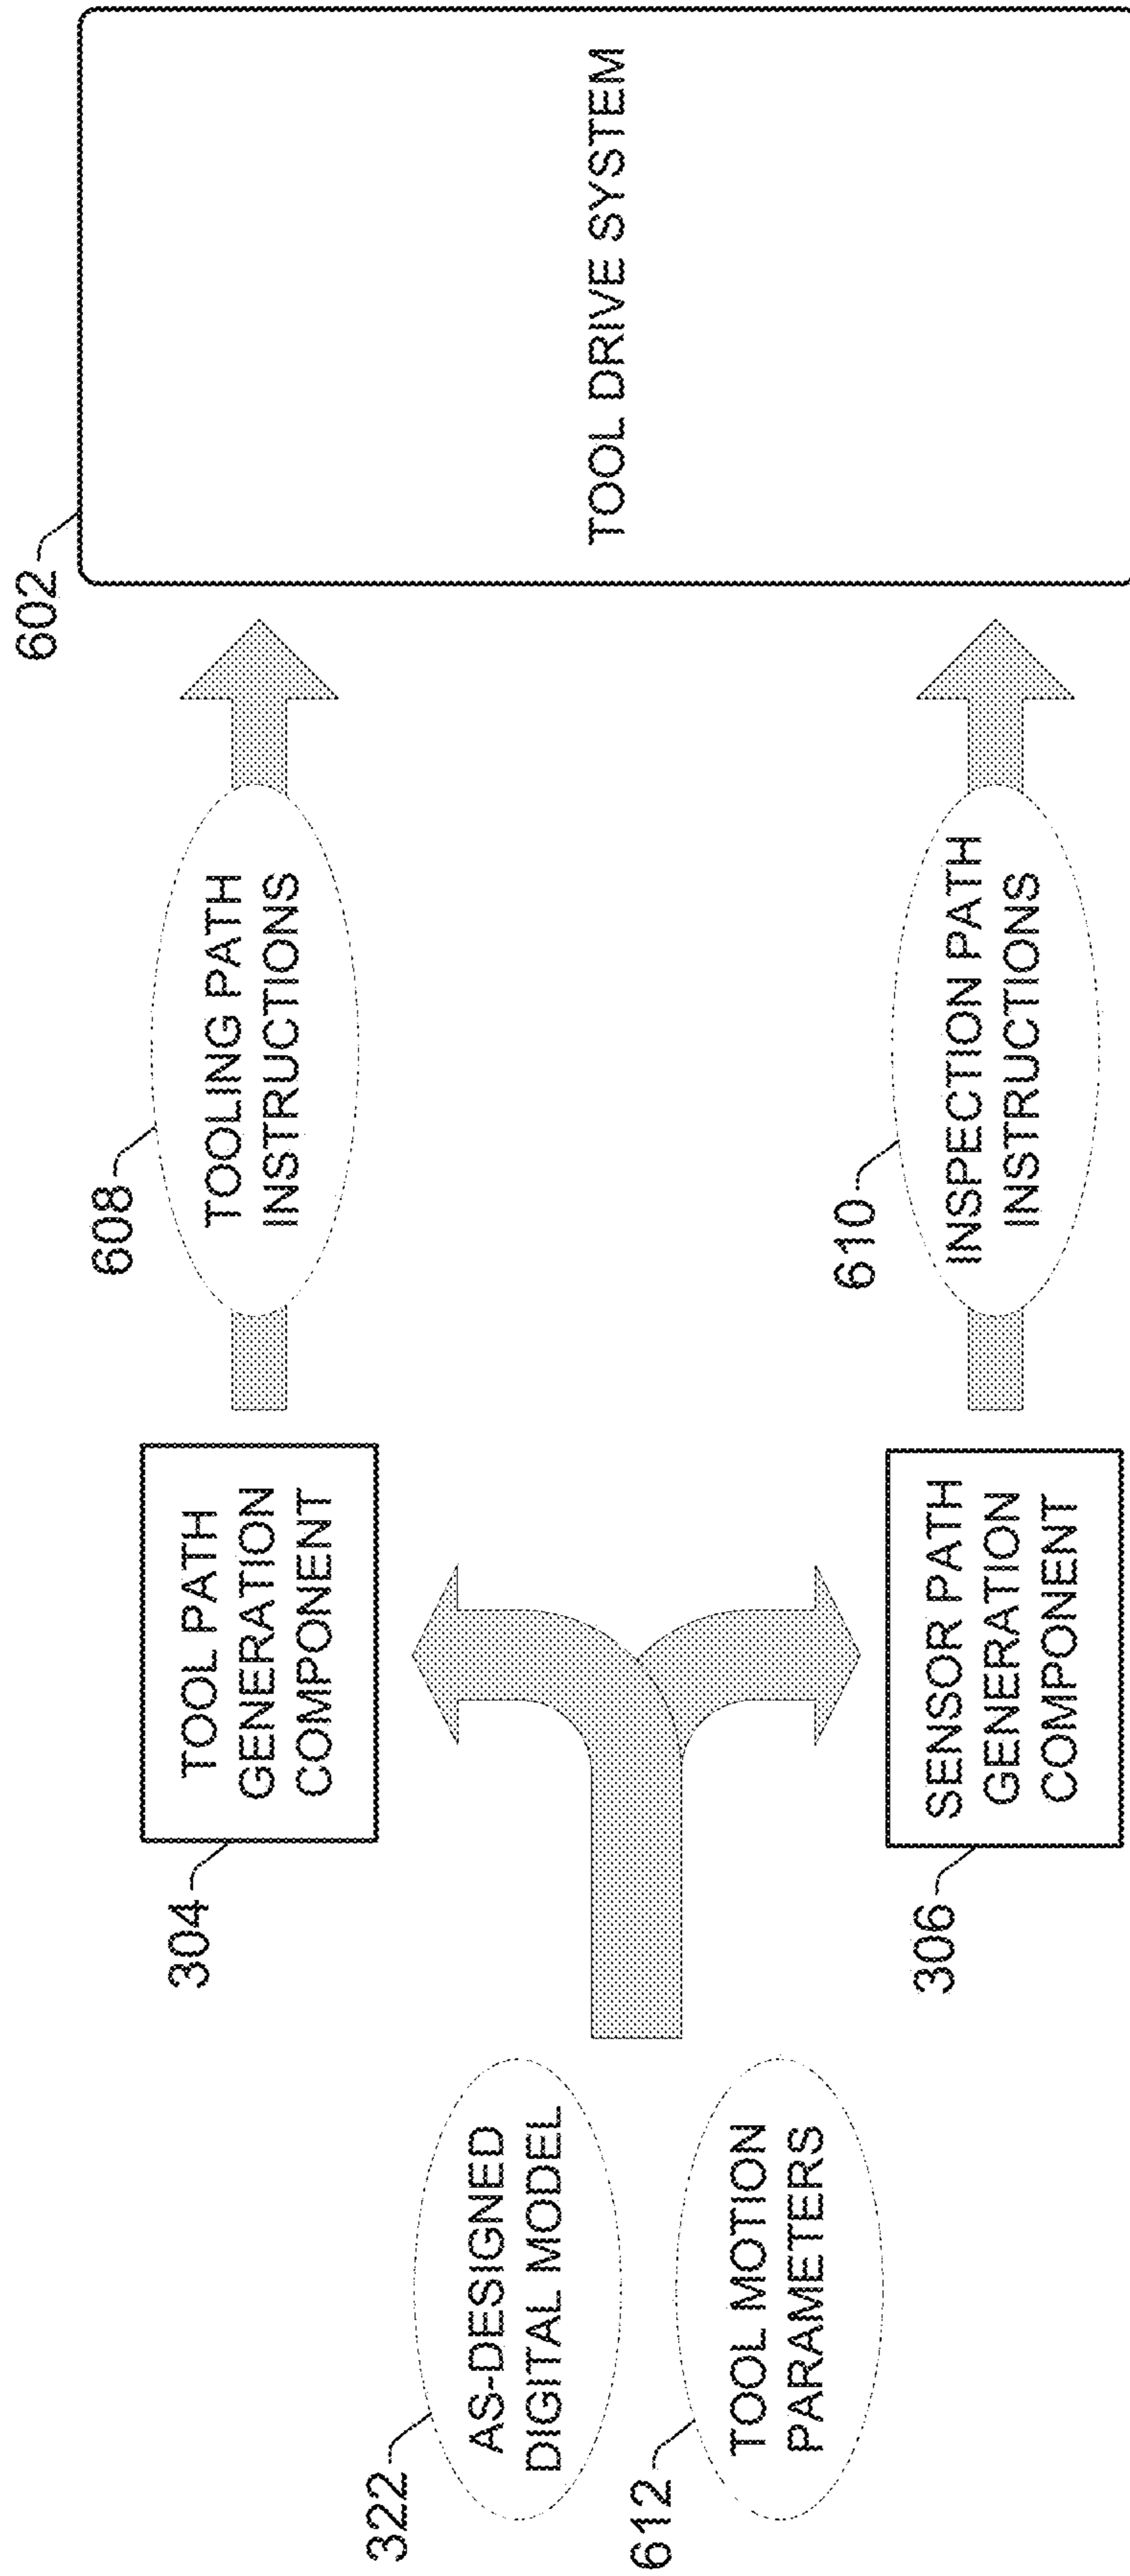 322
AS-DESIGNED
DIGITAL MODEL
612
TOOL MOTION
PARAMETERS
304
TOOL PATH
GENERATION
COMPONENT
306
SENSOR PATH
GENERATION
COMPONENT
608
TOOLING PATH
INSTRUCTIONS
610
INSPECTION PATH
INSTRUCTIONS
602
TOOL DRIVE SYSTEM